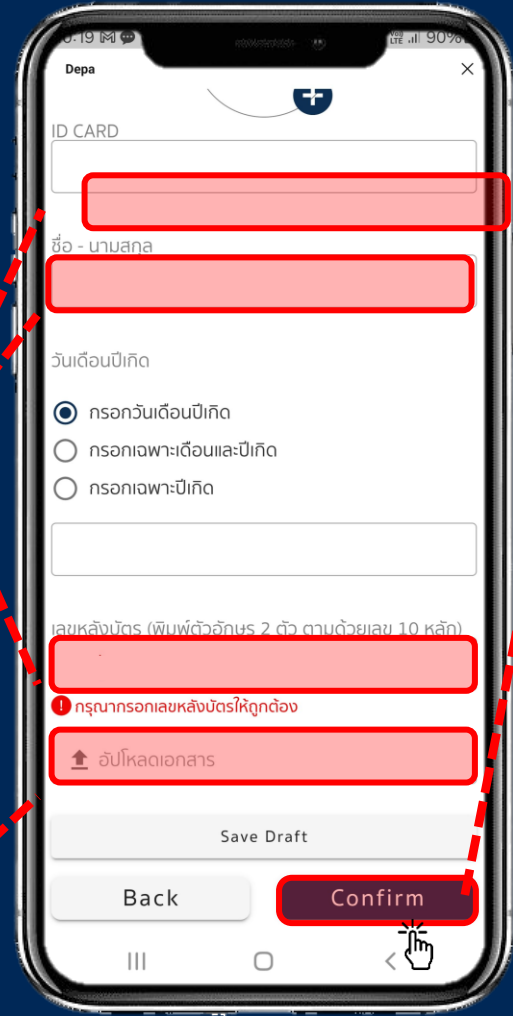 :19
LTE
90%
Depa
ID CARD
ชื่อ - นามสกุล
วันเดือนปีเกิด
กรอกวันเดือนปีเกิด
กรอกเฉพาะเดือนและปีเกิด
กรอกเฉพาะปีเกิด
เลขหลังบัตร (พิมพ์ตัวอักษร 2 ตัว ตามด้วยเลข 10 หลัก)
กรุณากรอกเลขหลังบัตรให้ถูกต้อง
อัปโหลดเอกสาร
Save Draft
Back
Confirm